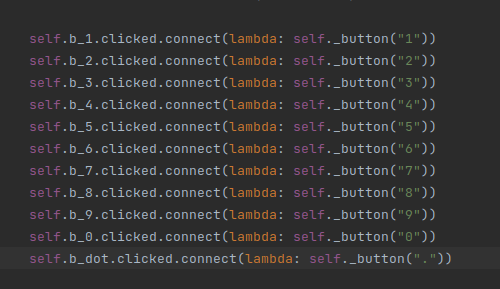 self.b_1.clicked.connect(lambda: self._button("1"))
self.b_2.clicked.connect(lambda: self._button("2"))
self.b_3.clicked.connect(lambda: self._button("3"))
self.b_4.clicked.connect(lambda: self._button("4"))
self.b_5.clicked.connect(lambda: self._button("5"))
self.b_6.clicked.connect(lambda: self._button("6"))
self.b_7.clicked.connect(lambda: self._button("7"))
self.b_8.clicked.connect(lambda: self._button("8"))
self.b_9.clicked.connect(lambda: self._button("9"))
self.b_0.clicked.connect(lambda: self._button("0"))
self.b_dot.clicked.connect(lambda: self._button("."))